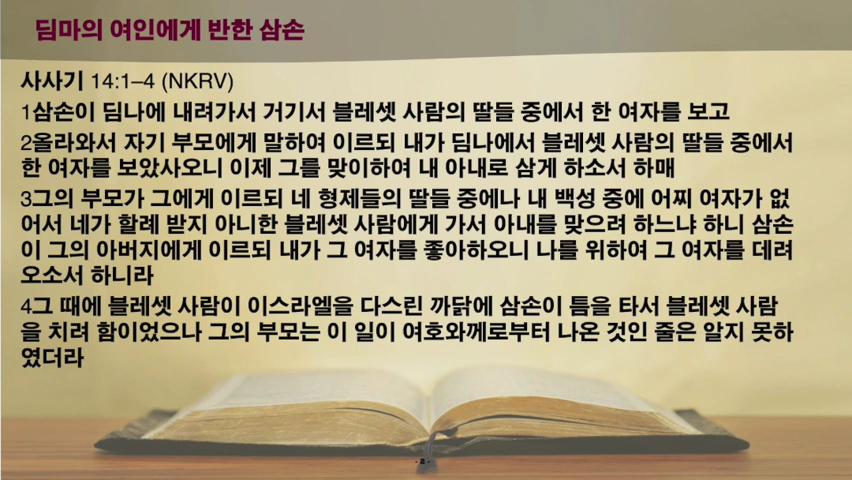 딤마의 여인에게 반한 삼손
사사기 14:1–4 (NKRV)
1삼손이 딤나에 내려가서 거기서 블레셋 사람의 딸들 중에서 한 여자를 보고
2올라와서 자기 부모에게 말하여 이르되 내가 딤나에서 블레셋 사람의 딸들 중에서
한 여자를 보았사오니 이제 그를 맞이하여 내 아내로 삼게 하소서 하매
3그의 부모가 그에게 이르되 네 형제들의 딸들 중에나 내 백성 중에 어찌 여자가 없
어서 네가 할례 받지 아니한 블레셋 사람에게 가서 아내를 맞으려 하느냐 하니 삼손
이 그의 아버지에게 이르되 내가 그 여자를 좋아하오니 나를 위하여 그 여자를 데려
오소서 하니라
4그 때에 블레셋 사람이 이스라엘을 다스린 까닭에 삼손이 틈을 타서 블레셋 사람
을 치려 함이었으나 그의 부모는 이 일이 여호와께로부터 나온 것인 줄은 알지 못하
였더라
- 2 -